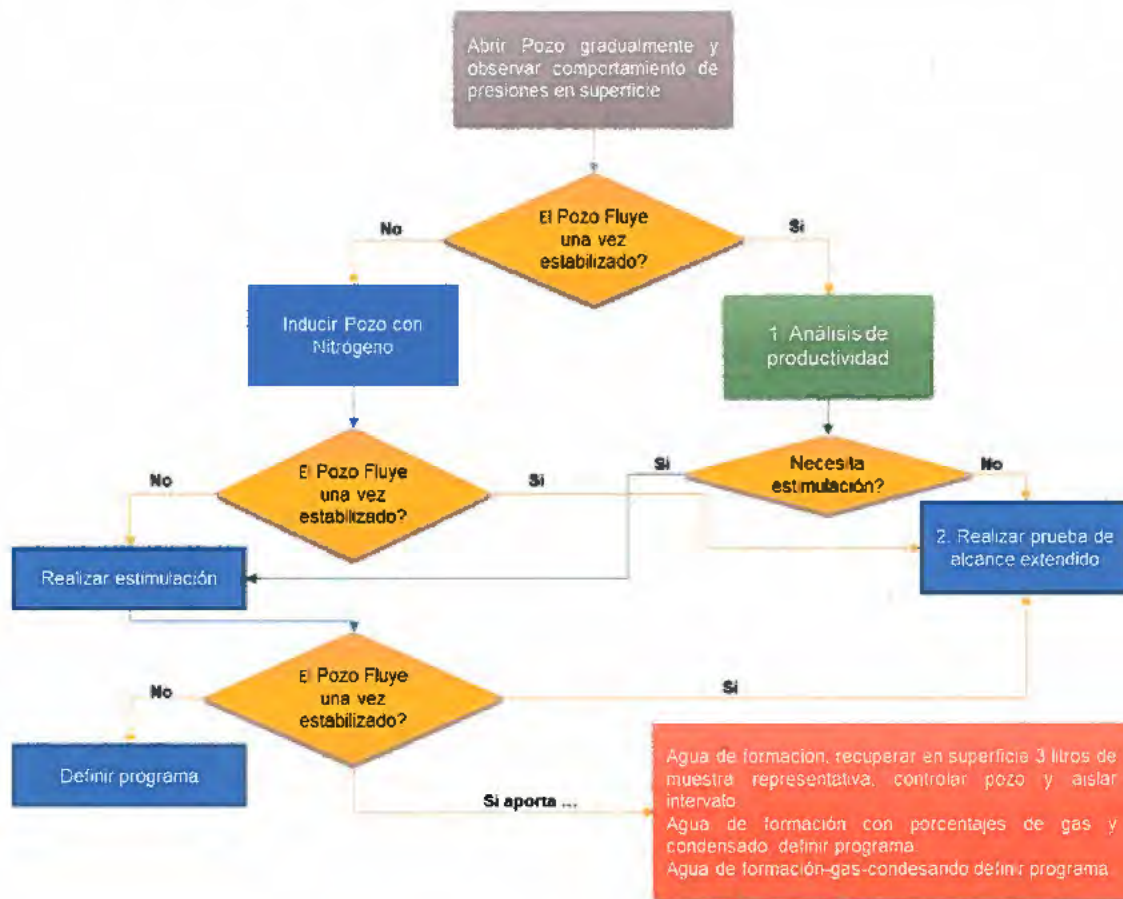 Abrir Pozo gradualmente y
observar comportamiento de
presiones en superficie
El Pozo Fluye
una vez
estabilizado?
No
Si
Inducir Pozo con
Nitrógeno
1. Análisis de
productividad
El Pozo Fluye
una vez
estabilizado?
No
Si
Necesita
estimulación?
Si
No
Realizar estimulación
2. Realizar prueba de
alcance extendido
El Pozo Fluye
una vez
estabilizado?
No
Si
Definir programa
Si aporta ...
Agua de formación, recuperar en superficie 3 litros de
muestra representativa, controlar pozo y aislar
intervalo
Agua de formación con porcentajes de gas y
condensado definir programa
Agua de formación-gas-condesando definir programa